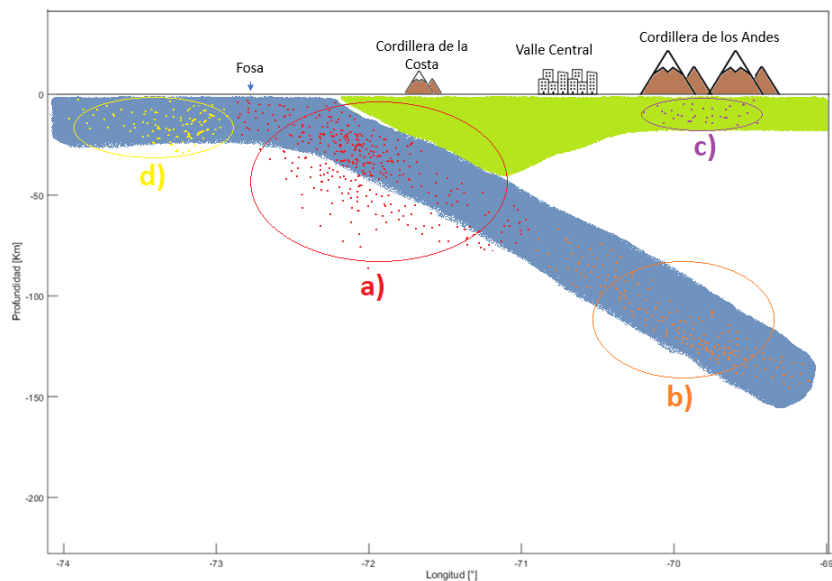 Cordillera de la
Costa
Valle Central
Cordillera de los Andes
Fosa
0
-50
-100
-150
-200
Profundidad [Km]
d)
a)
c)
b)
-74
-73
-72
-71
-70
-69
Longitud [°]